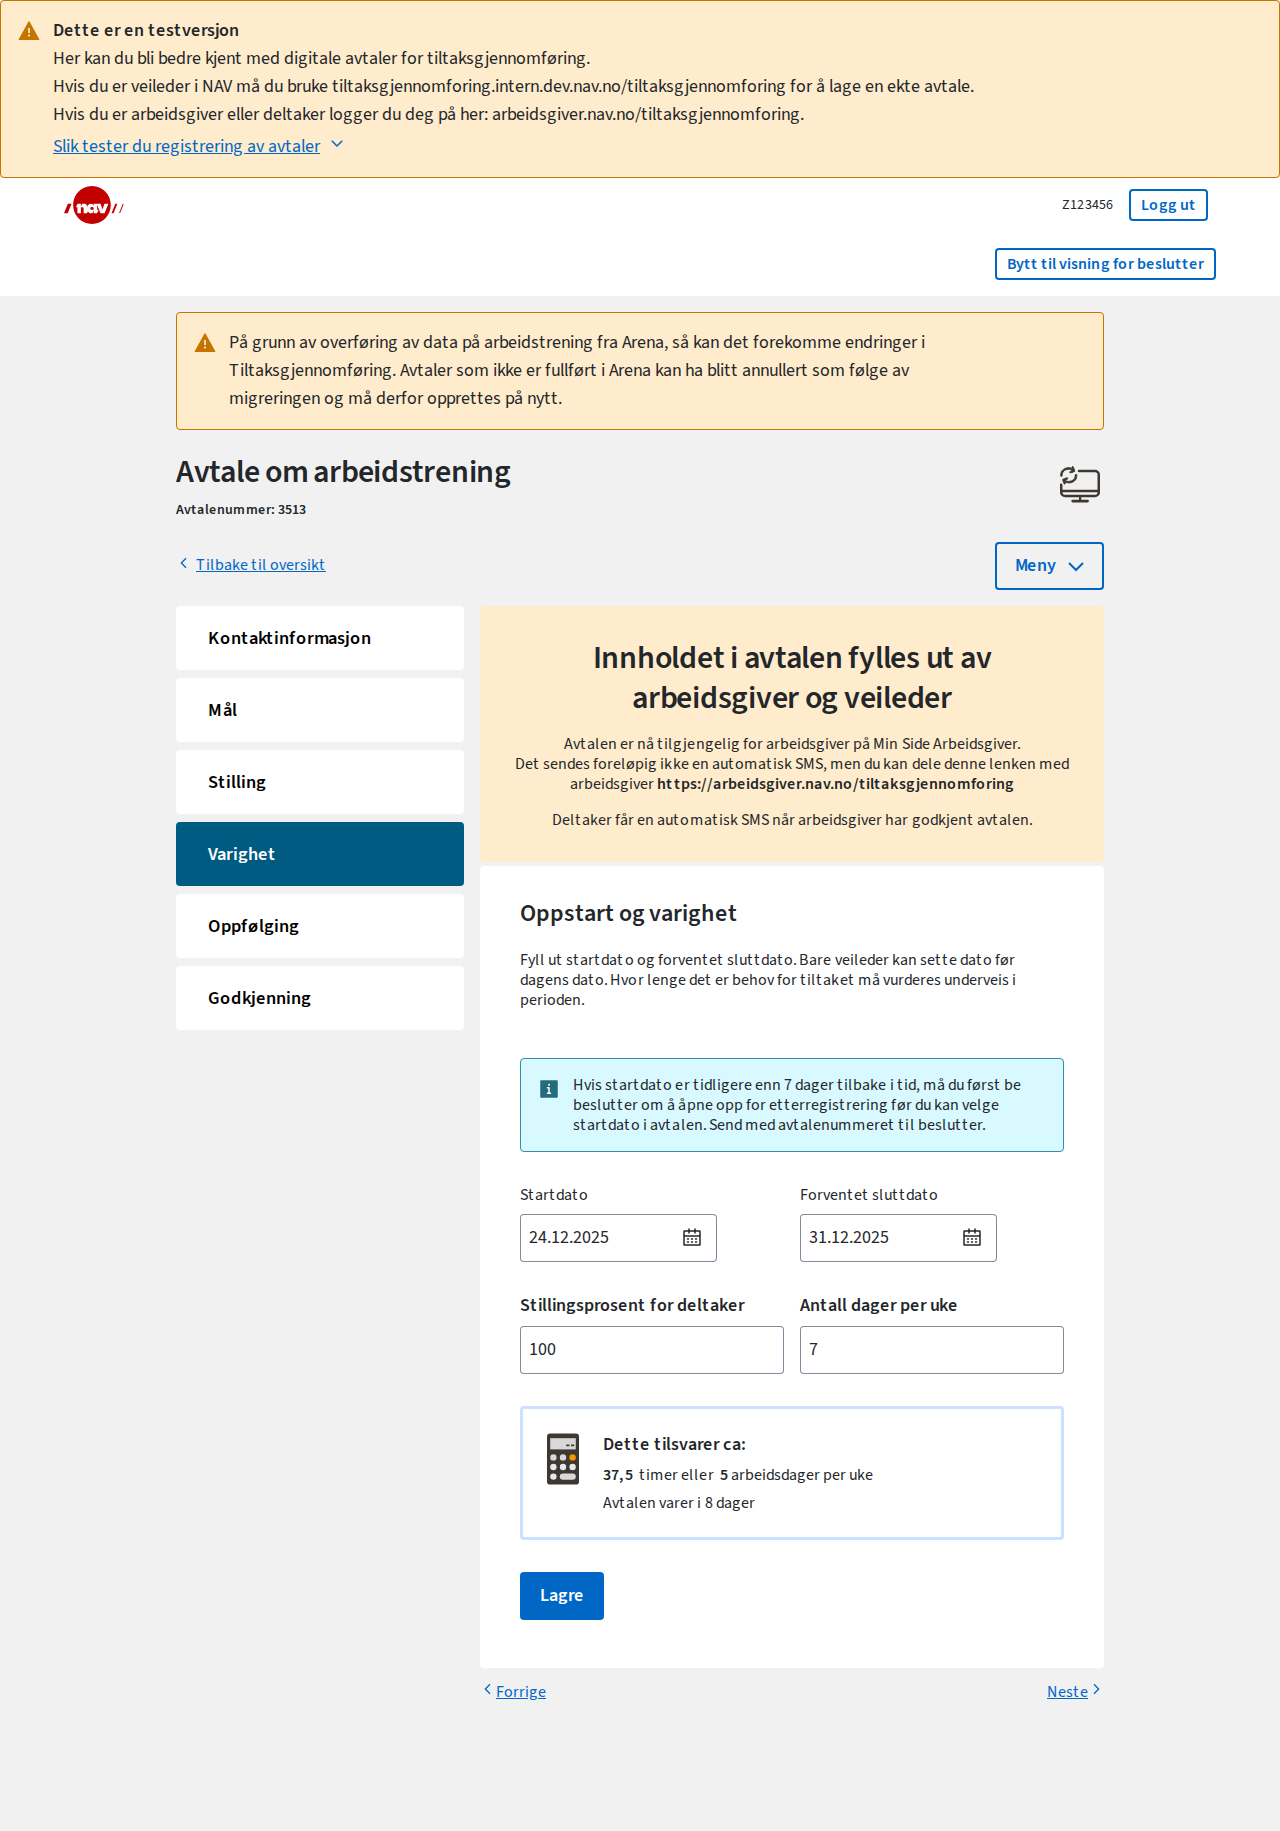 Dette er en testversjon
Her kan du bli bedre kjent med digitale avtaler for tiltaksgjennomføring.
Hvis du er veileder i NAV må du bruke tiltaksgjennomforing.intern.dev.nav.no/tiltaksgjennomforing for å lage en ekte avtale.
Hvis du er arbeidsgiver eller deltaker logger du deg på her: arbeidsgiver.nav.no/tiltaksgjennomforing.
Slik tester du registrering av avtaler
nav
Z123456
Logg ut
Bytt til visning for beslutter
På grunn av overføring av data på arbeidstrening fra Arena, så kan det forekomme endringer i
Tiltaksgjennomføring. Avtaler som ikke er fullført i Arena kan ha blitt annullert som følge av
migreringen og må derfor opprettes på nytt.
Avtale om arbeidstrening
Avtalenummer: 3513
Tilbake til oversikt
Meny
Kontaktinformasjon
Mål
Stilling
Varighet
Oppfølging
Godkjenning
Innholdet i avtalen fylles ut av
arbeidsgiver og veileder
Avtalen er nå tilgjengelig for arbeidsgiver på Min Side Arbeidsgiver.
Det sendes foreløpig ikke en automatisk SMS, men du kan dele denne lenken med
arbeidsgiver https://arbeidsgiver.nav.no/tiltaksgjennomforing
Deltaker får en automatisk SMS når arbeidsgiver har godkjent avtalen.
Oppstart og varighet
Fyll ut startdato og forventet sluttdato. Bare veileder kan sette dato før
dagens dato. Hvor lenge det er behov for tiltaket må vurderes underveis i
perioden.
Hvis startdato er tidligere enn 7 dager tilbake i tid, må du først be
beslutter om å åpne opp for etterregistrering før du kan velge
startdato i avtalen. Send med avtalenummeret til beslutter.
Startdato
Forventet sluttdato
24.12.2025
31.12.2025
Stillingsprosent for deltaker
Antall dager per uke
100
7
Dette tilsvarer ca:
37,5 timer eller 5 arbeidsdager per uke
Avtalen varer i 8 dager
Lagre
Forrige
Neste